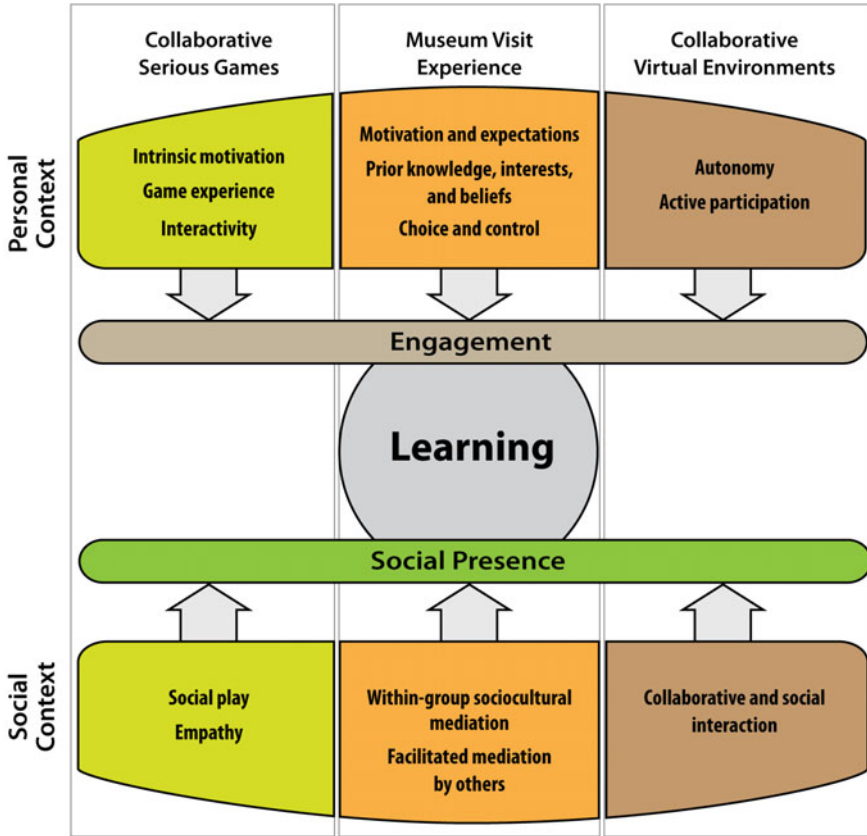 Collaborative
Serious Games
Museum Visit
Experience
Collaborative
Virtual Environments
Personal
Context
Intrinsic motivation
Game experience
Interactivity
Motivation and expectations
Prior knowledge, interests,
and beliefs
Choice and control
Autonomy
Active participation
Engagement
Learning
Social Presence
Social
Context
Social play
Empathy
Within-group sociocultural
mediation
Facilitated mediation
by others
Collaborative and social
interaction